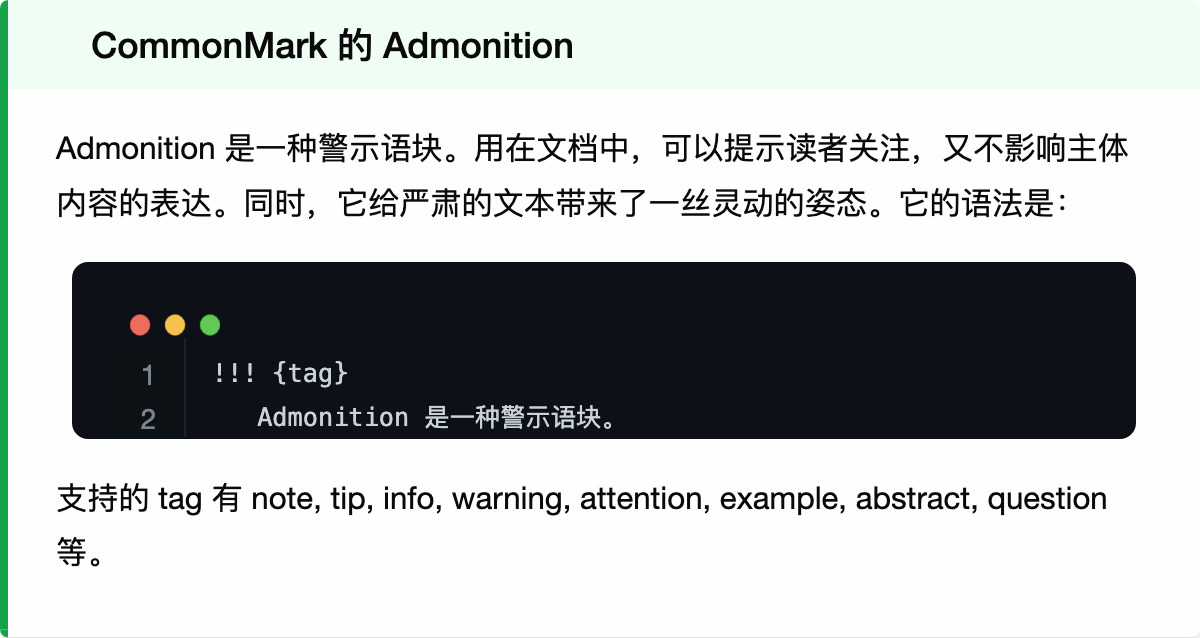 CommonMark 的 Admonition
Admonition 是一种警示语块。用在文档中，可以提示读者关注，又不影响主体
内容的表达。同时，它给严肃的文本带来了一丝灵动的姿态。它的语法是：
1 !!! {tag}
2    Admonition 是一种警示语块。
支持的 tag 有 note, tip, info, warning, attention, example, abstract, question
等。